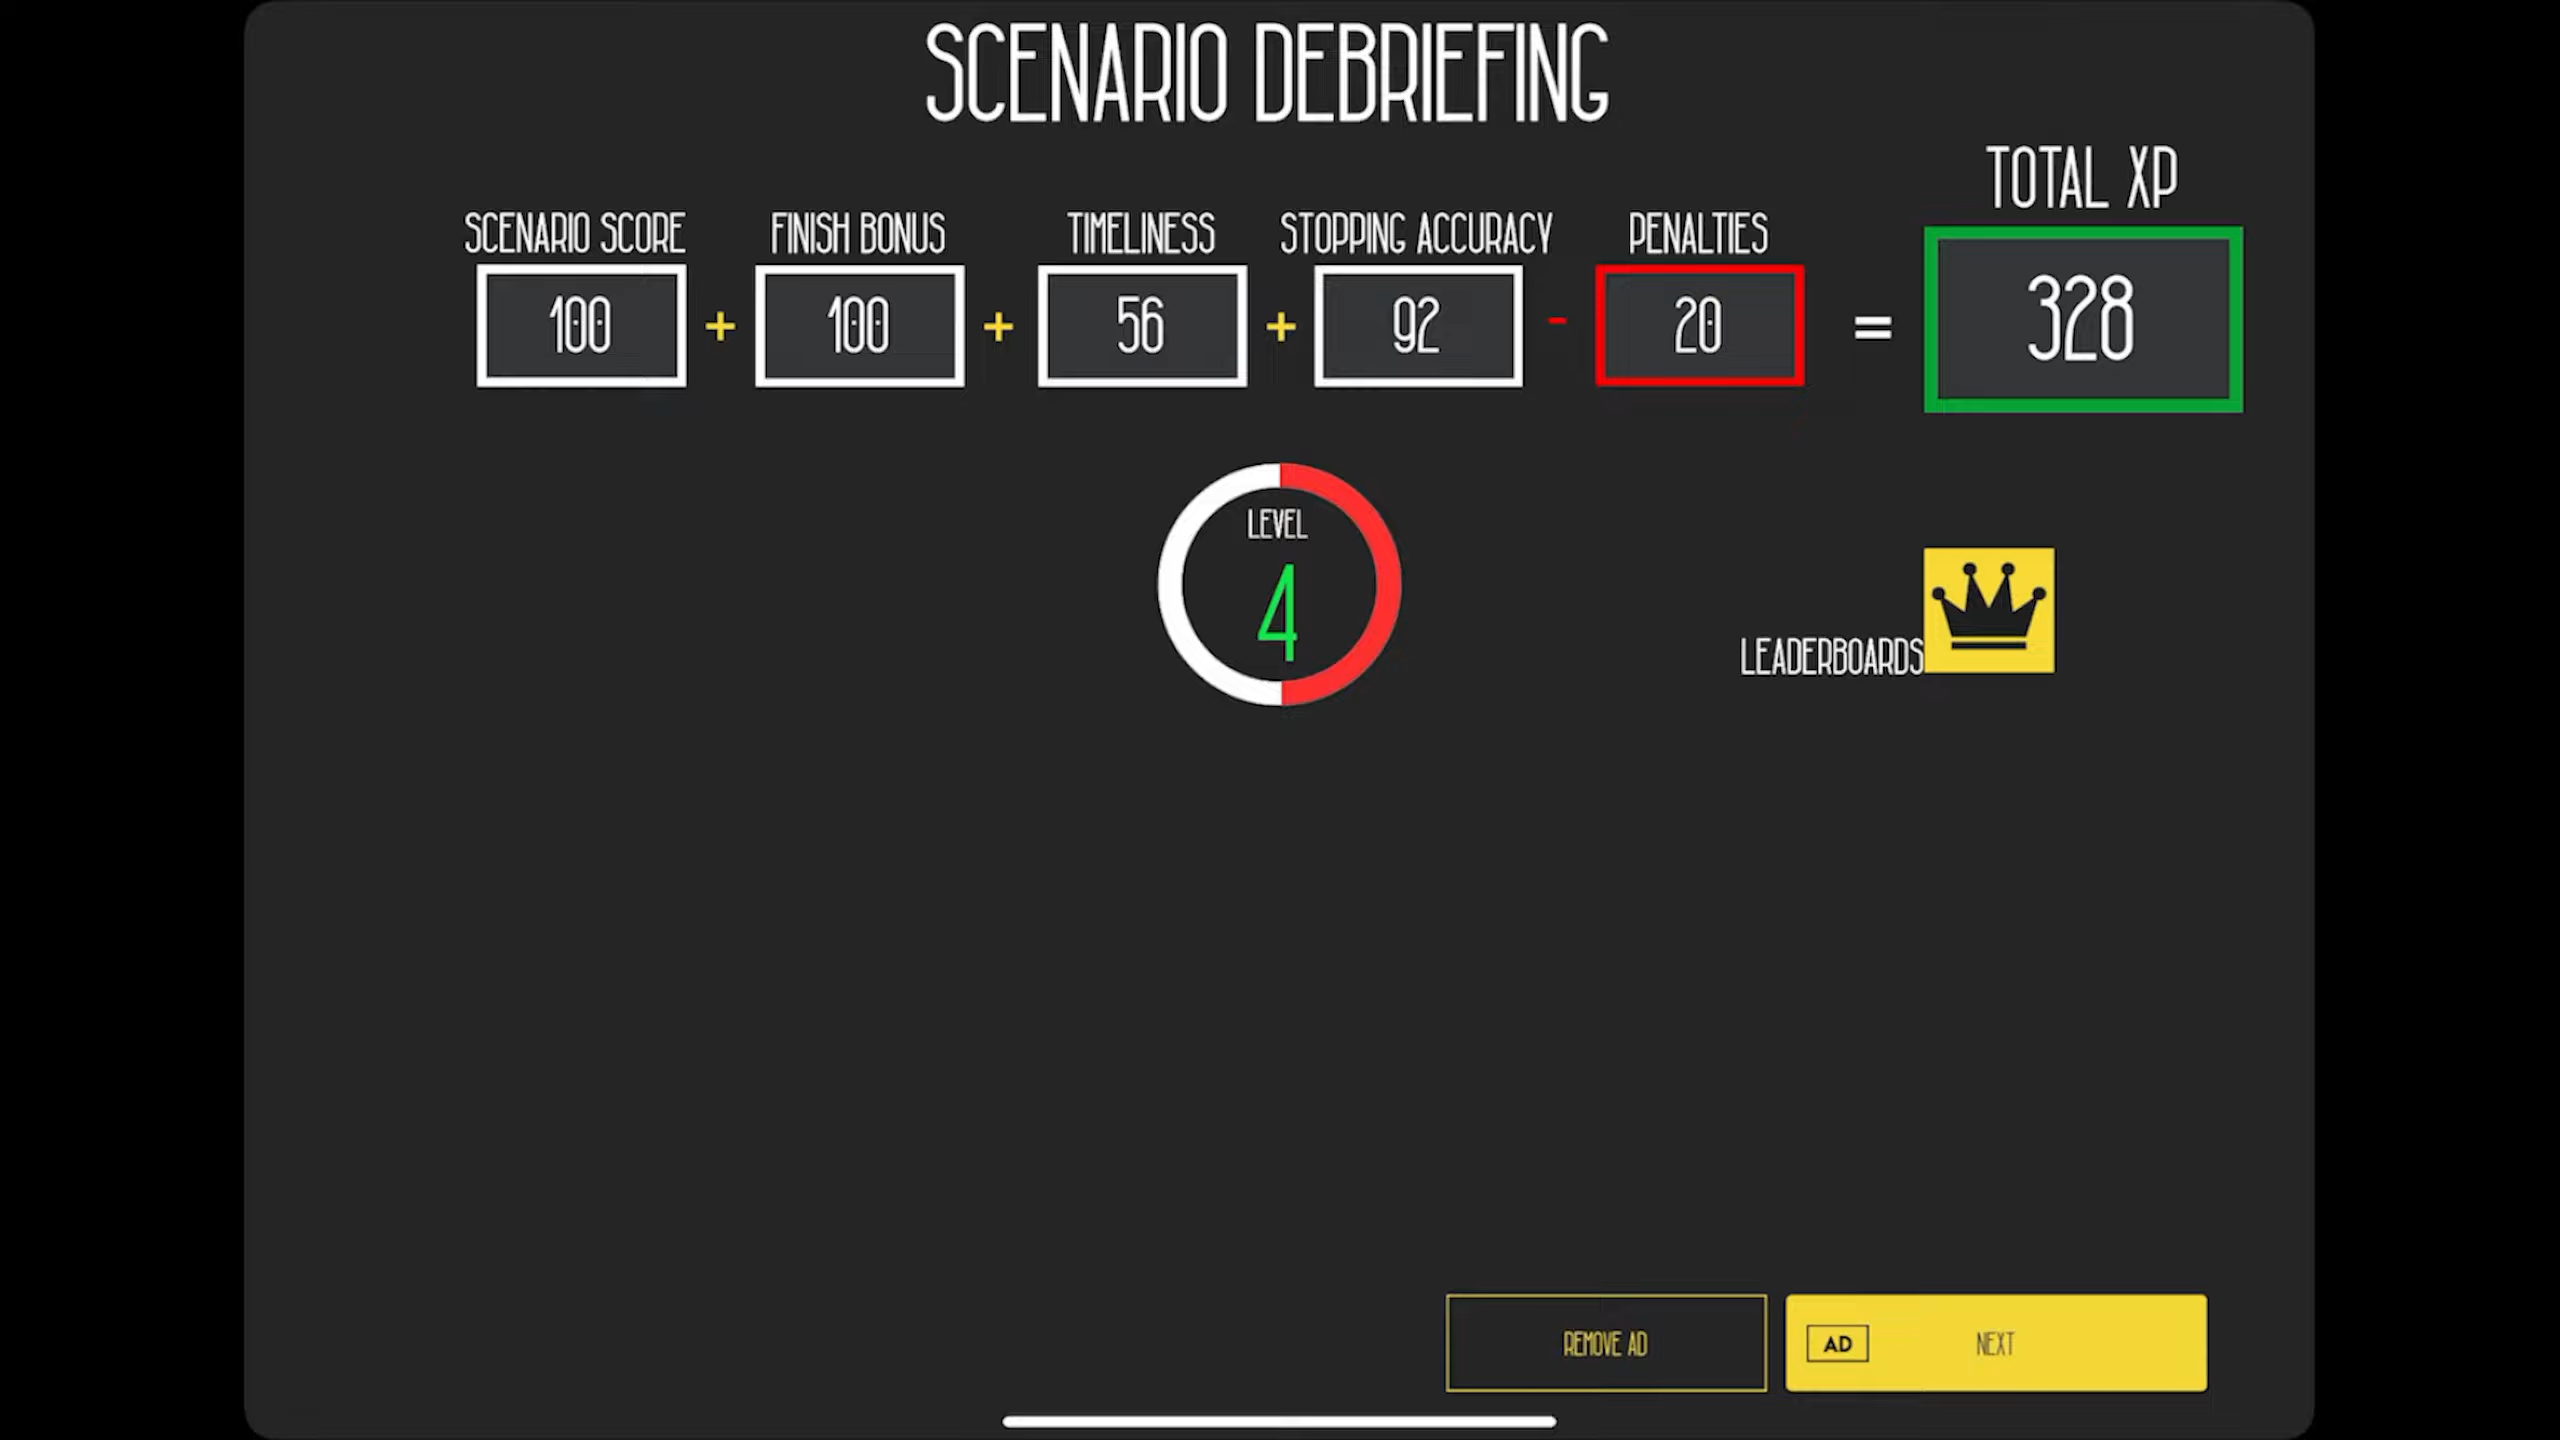 SCENARIO DEBRIEFING
TOTAL XP
SCENARIO SCORE FINISH BONUS TIMELINESS STOPPING ACCURACY PENALTIES
100 + 100 + 56 + 92 - 20 = 328
LEVEL
4
LEADERBOARDS
REMOVE AD
AD NEXT